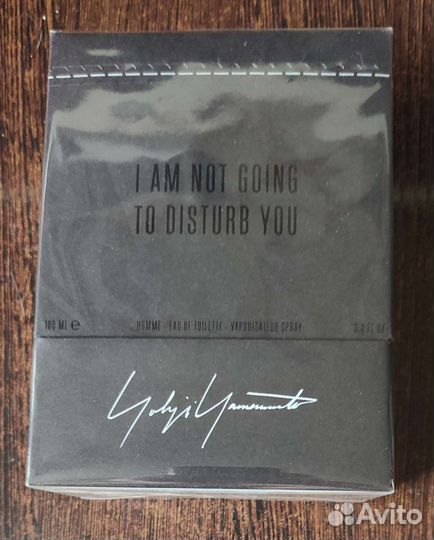 I AM NOT GOING
TO DISTURB YOU
100 ML e HOMME - EAU DE TOILETTE - VAPORISATEUR SPRAY 3.4 FL OZ
Yohji Yamamoto
Avito